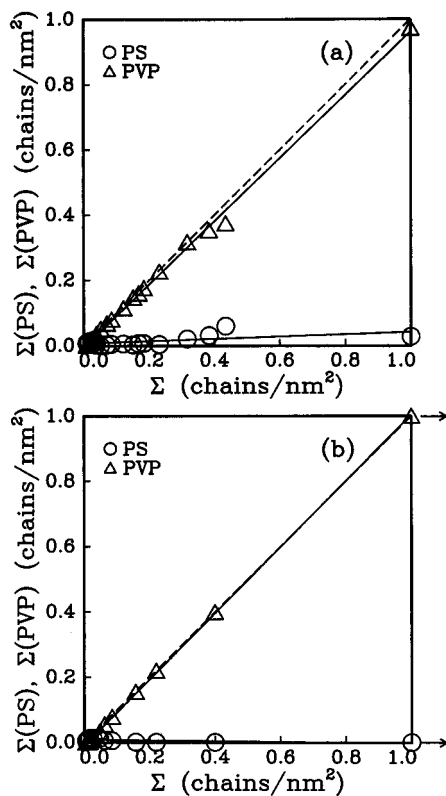 1.0
(a)
○ PS
△ PVP
0.8
0.6
0.4
0.2
0.0
Σ(PS), Σ(PVP) (chains/nm²)
0.0 0.2 0.4 0.6 0.8 1.0
Σ (chains/nm²)
1.0
(b)
○ PS
△ PVP
0.8
0.6
0.4
0.2
0.0
Σ(PS), Σ(PVP) (chains/nm²)
0.0 0.2 0.4 0.6 0.8 1.0
Σ (chains/nm²)